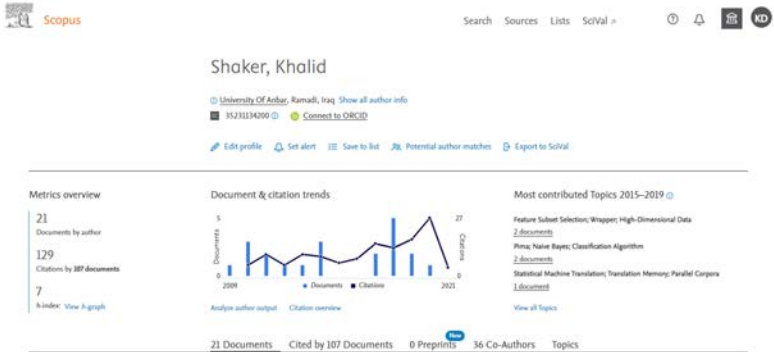 Scopus
Search Sources Lists SciVal
KD
Shaker, Khalid
University Of Anbar, Ramadi, Iraq Show all author info
35231134200 Connect to ORCID
Edit profile Set alert Save to list Potential author matches Export to SciVal
Metrics overview
21
Documents by author
129
Citations by 107 documents
7
h-index: View h-graph
Document & citation trends
5
27
Documents
Citations
0
0
2009
2021
Documents Citations
Analyze author output Citation overview
Most contributed Topics 2015–2019
Feature Subset Selection; Wrapper; High-Dimensional Data
2 documents
Pima; Naive Bayes; Classification Algorithm
2 documents
Statistical Machine Translation; Translation Memory; Parallel Corpora
1 document
View all Topics
New
21 Documents Cited by 107 Documents 0 Preprints 36 Co-Authors Topics